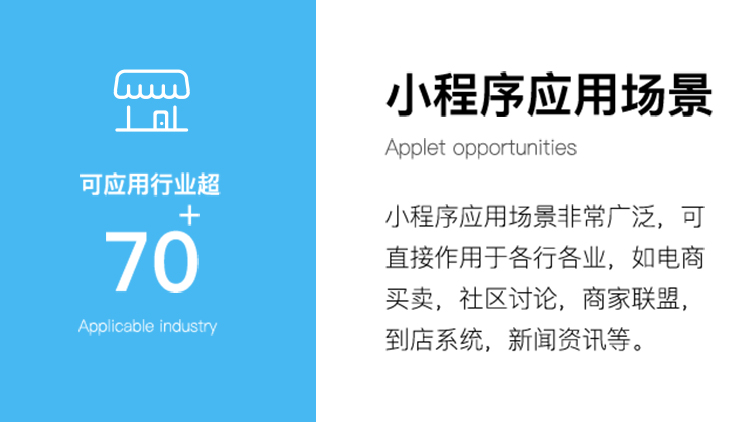 可应用行业超
70+
Applicable industry
小程序应用场景
Applet opportunities
小程序应用场景非常广泛，可
直接作用于各行各业，如电商
买卖，社区讨论，商家联盟，
到店系统，新闻资讯等。